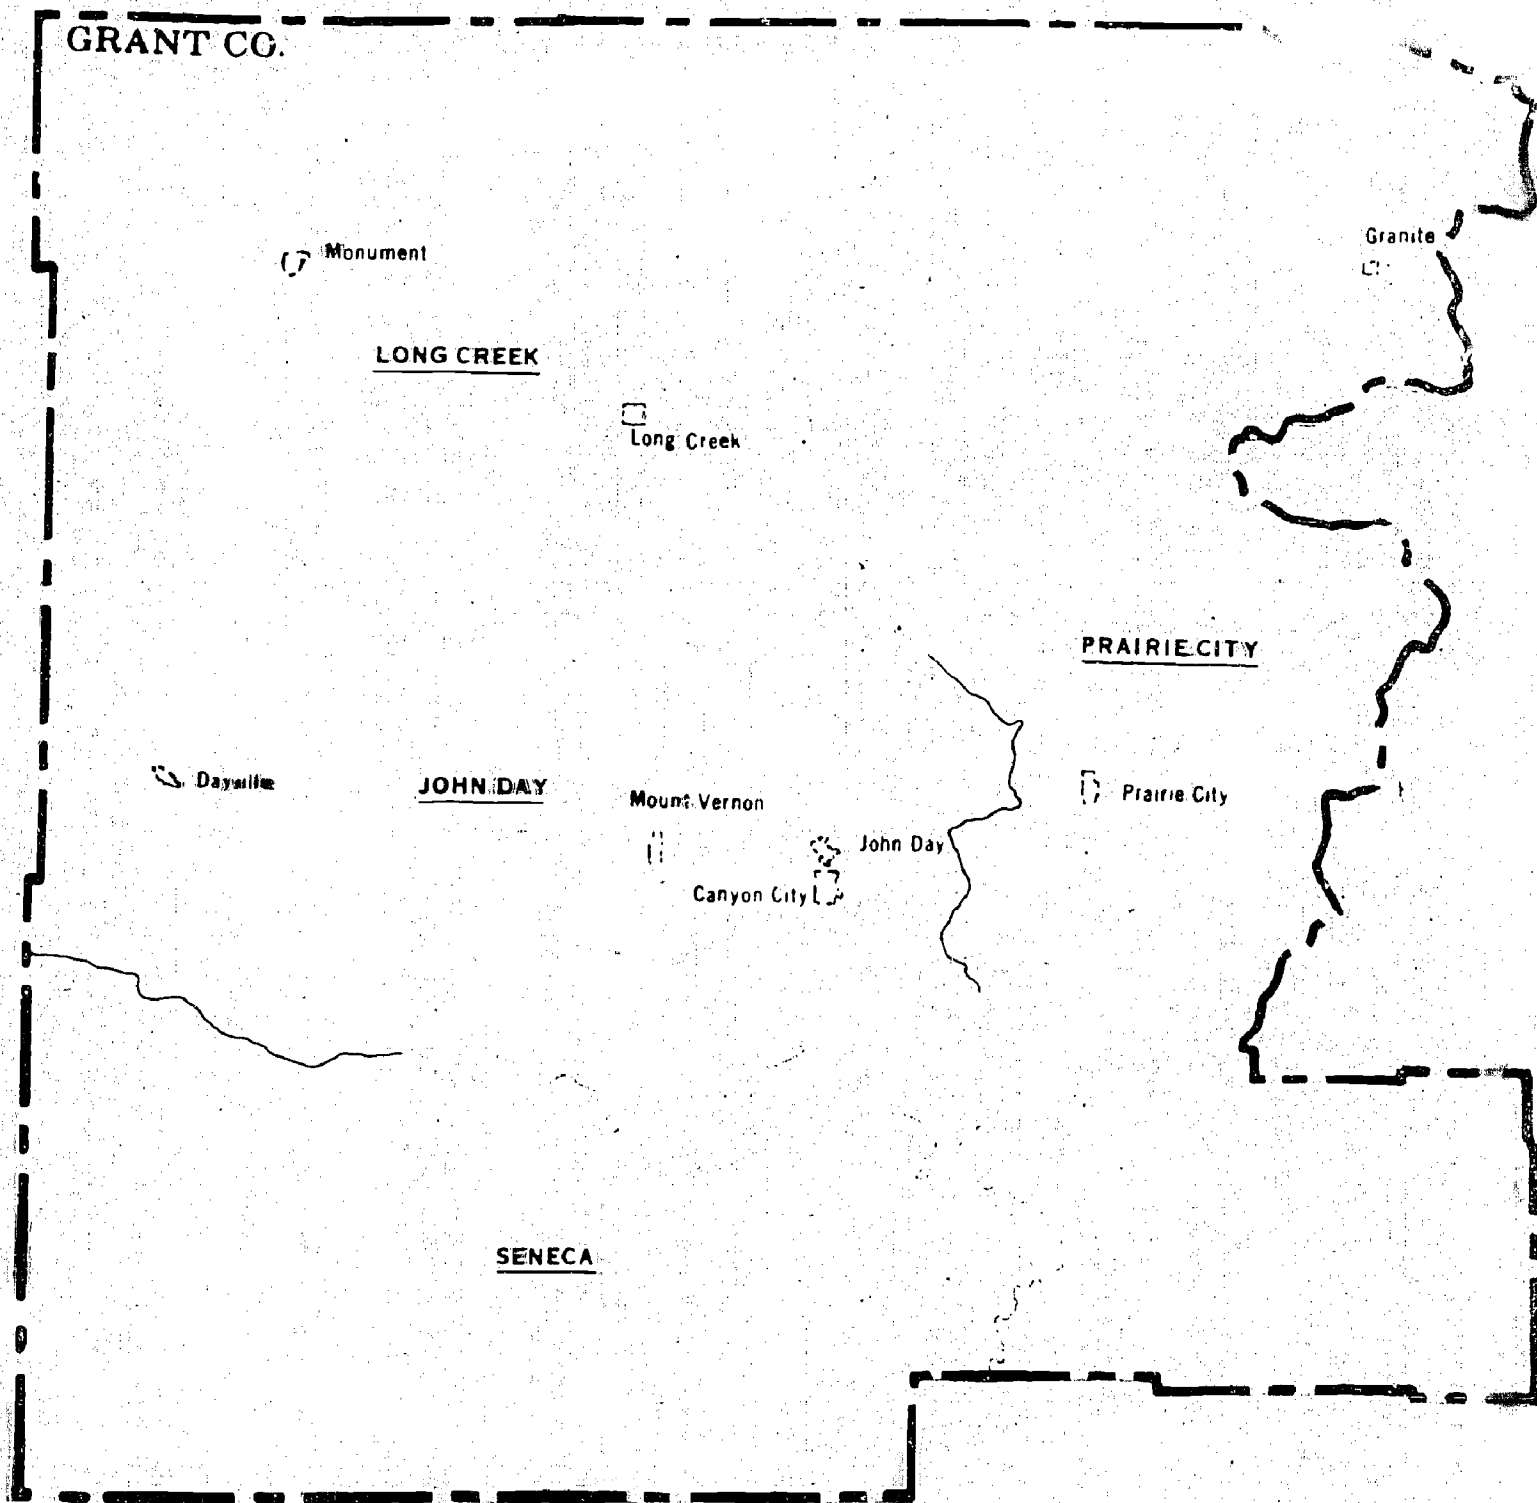 GRANT CO.
Granite
Monument
LONG CREEK
Long Creek
PRAIRIE CITY
Dayville
JOHN DAY
Mount Vernon
Prairie City
John Day
Canyon City
SENECA